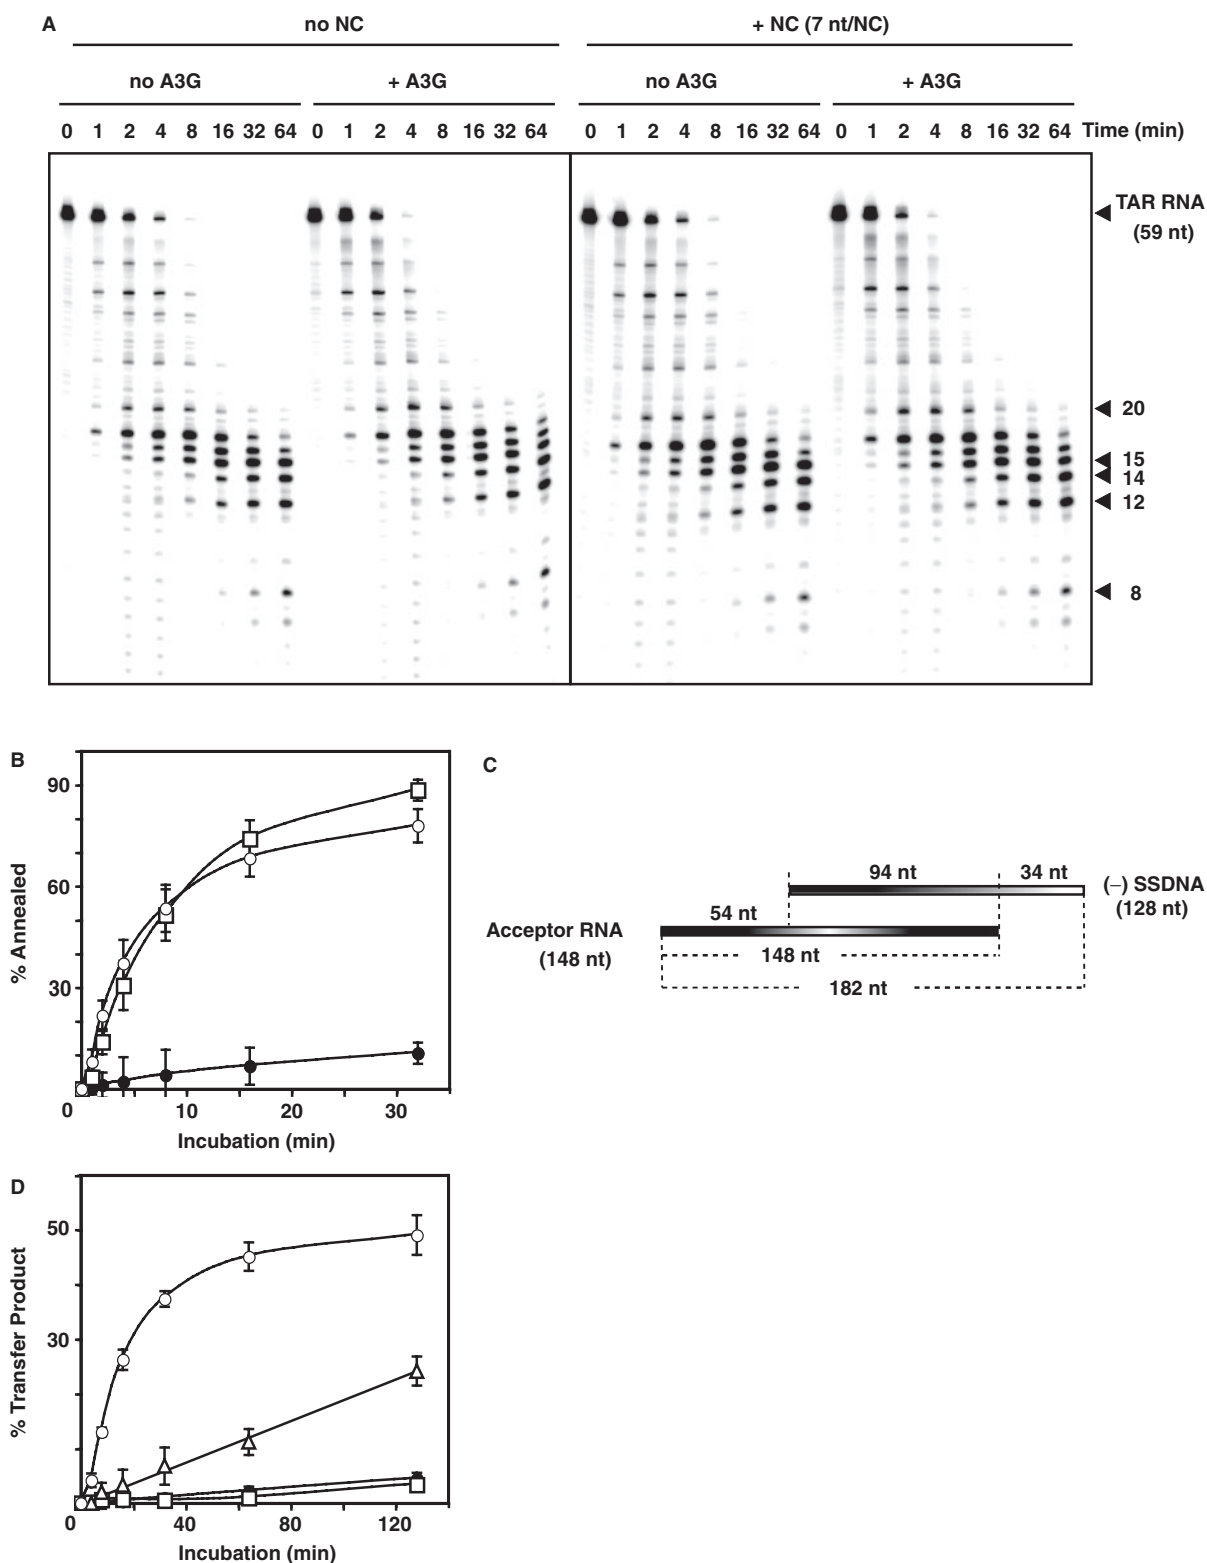 A
no NC
+ NC (7 nt/NC)
no A3G
+ A3G
no A3G
+ A3G
0 1 2 4 8 16 32 64 0 1 2 4 8 16 32 64 0 1 2 4 8 16 32 64 0 1 2 4 8 16 32 64 Time (min)
TAR RNA
(59 nt)
20
15
14
12
8
B
90
60
30
0 10 20 30
% Annealed
Incubation (min)
C
94 nt
34 nt
(−) SSDNA
(128 nt)
54 nt
Acceptor RNA
(148 nt)
148 nt
182 nt
D
50
30
0 40 80 120
% Transfer Product
Incubation (min)